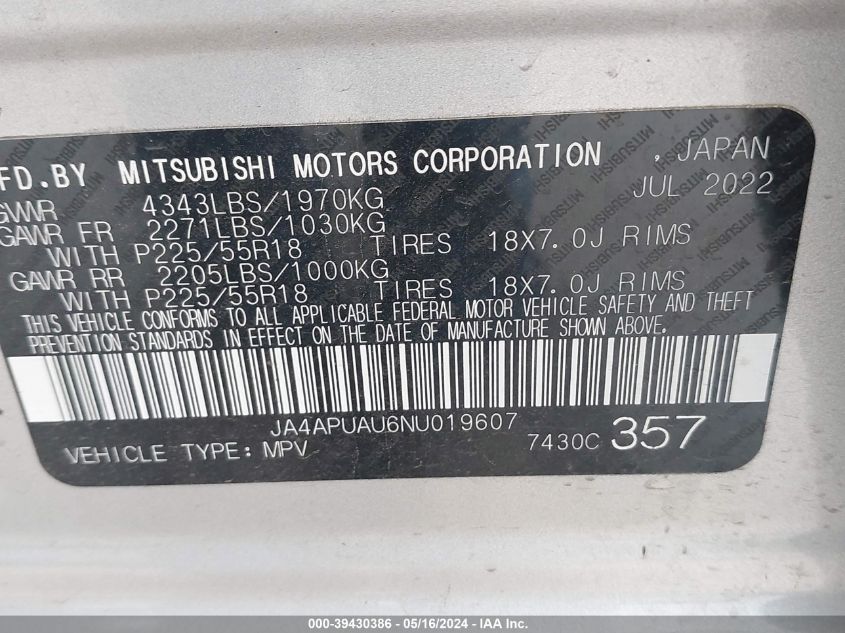 FD.BY MITSUBISHI MOTORS CORPORATION , JAPAN
GVWR 4343LBS/1970KG JUL 2022
GAWR FR 2271LBS/1030KG
WITH P225/55R18 TIRES 18X7.0J RIMS
GAWR RR 2205LBS/1000KG
WITH P225/55R18 TIRES 18X7.0J RIMS
THIS VEHICLE CONFORMS TO ALL APPLICABLE FEDERAL MOTOR VEHICLE SAFETY AND THEFT
PREVENTION STANDARDS IN EFFECT ON THE DATE OF MANUFACTURE SHOWN ABOVE.
JA4APUAU6NU019607
VEHICLE TYPE: MPV 7430C 357
000-39430386 - 05/16/2024 - IAA Inc.